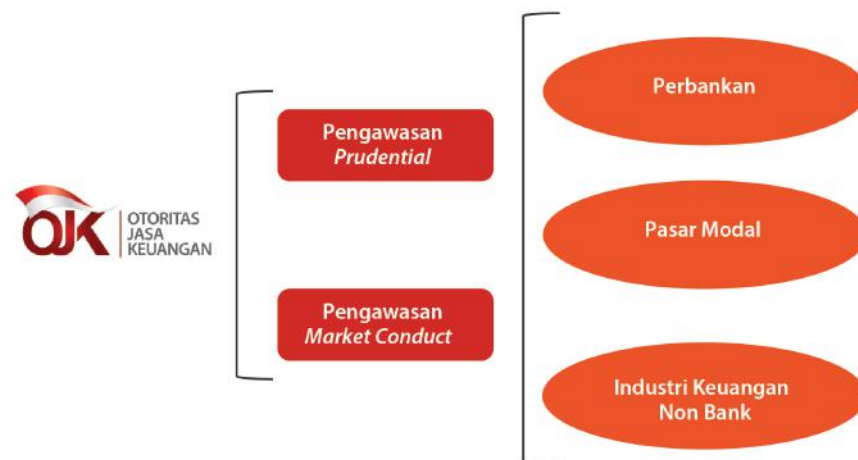 OJK
OTORITAS
JASA
KEUANGAN
Pengawasan
Prudential
Pengawasan
Market Conduct
Perbankan
Pasar Modal
Industri Keuangan
Non Bank